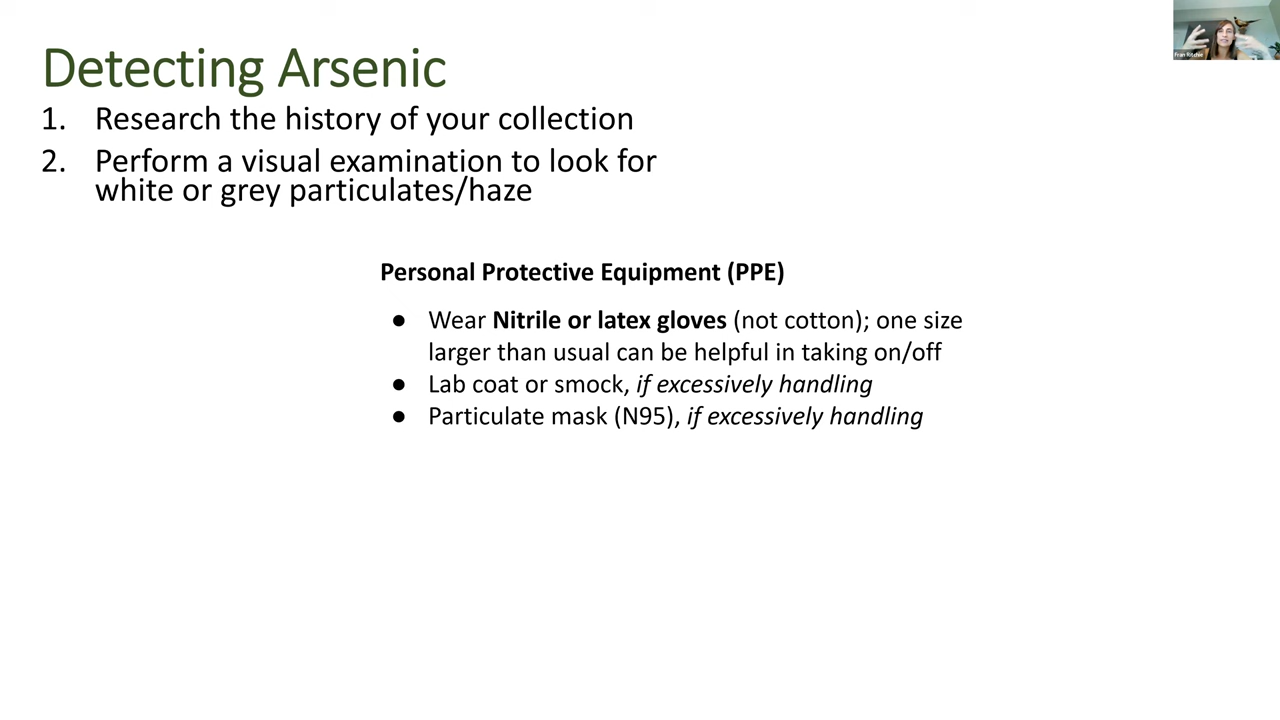 Detecting Arsenic
1. Research the history of your collection
2. Perform a visual examination to look for
white or grey particulates/haze
Personal Protective Equipment (PPE)
● Wear Nitrile or latex gloves (not cotton); one size
larger than usual can be helpful in taking on/off
● Lab coat or smock, if excessively handling
● Particulate mask (N95), if excessively handling
Fran Ritchie